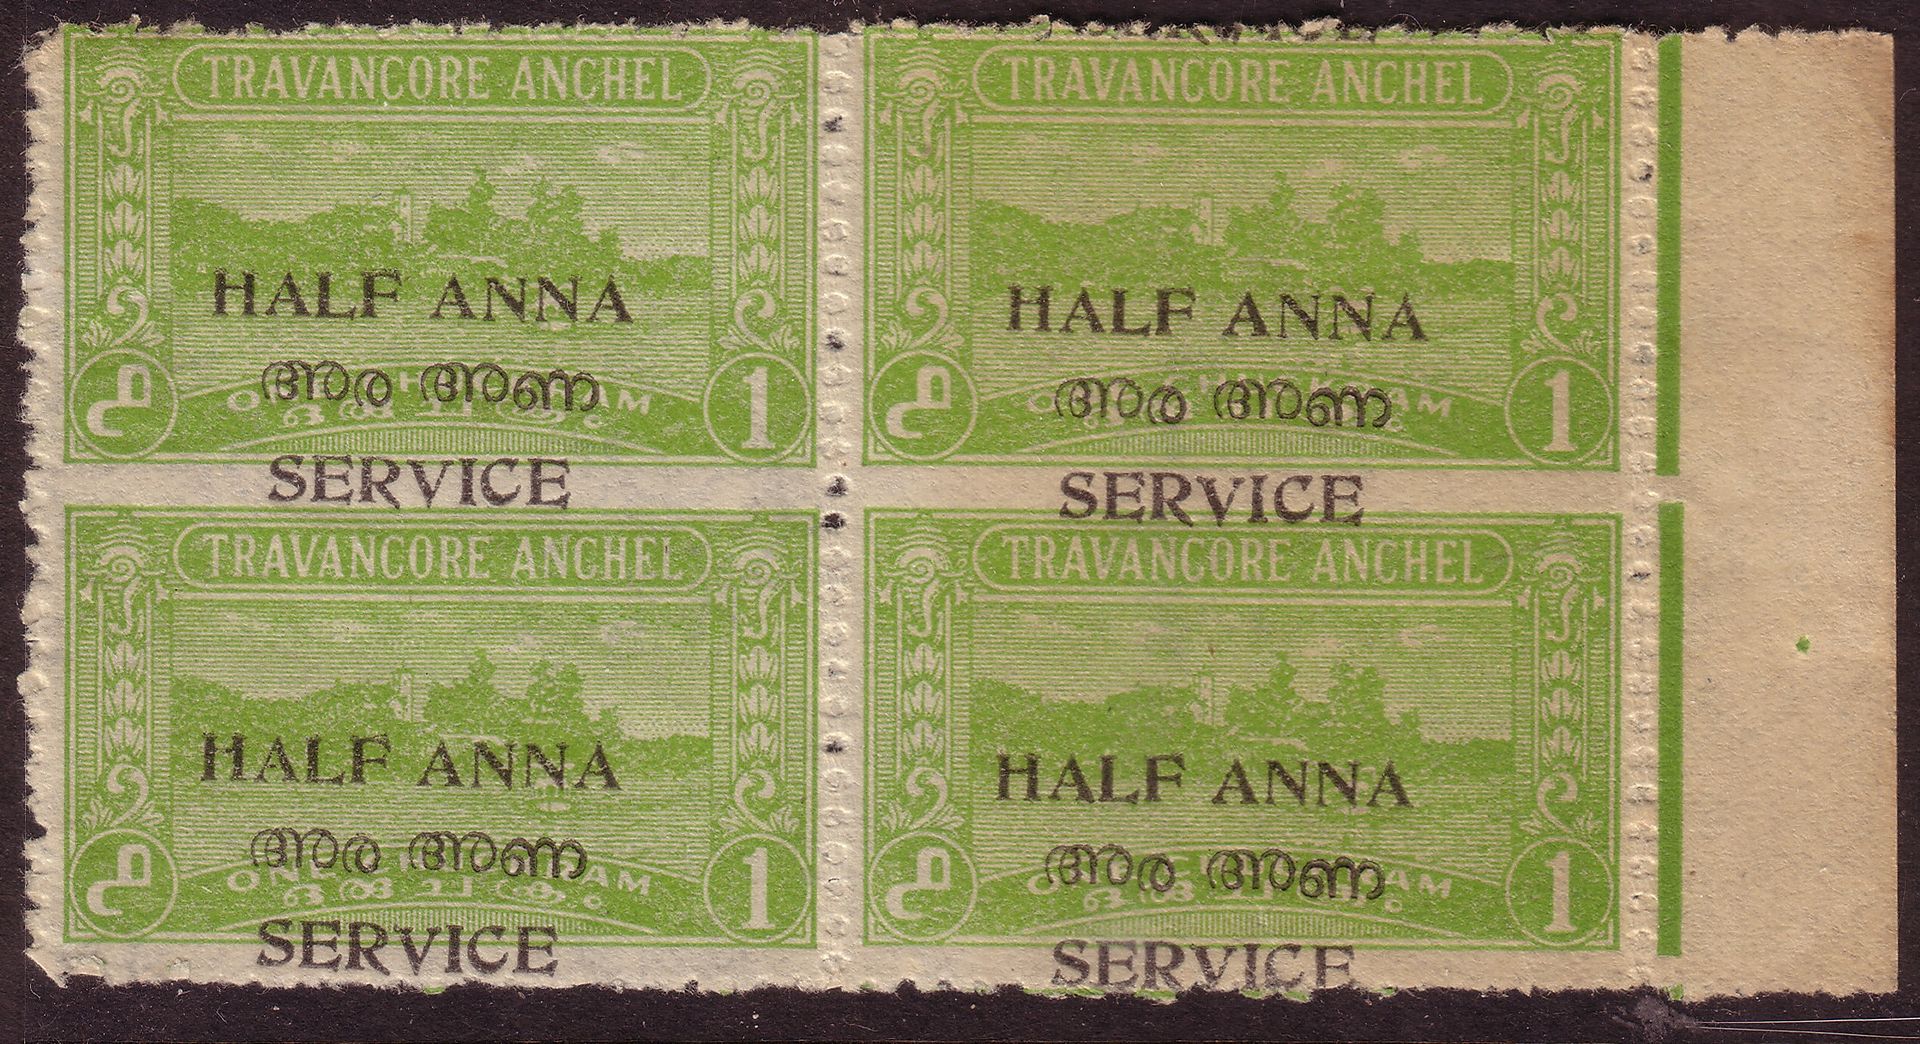 TRAVANCORE ANCHEL
HALF ANNA
അര അണ
1
SERVICE
TRAVANCORE ANCHEL
HALF ANNA
അര അണ
1
SERVICE
TRAVANCORE ANCHEL
HALF ANNA
അര അണ
1
SERVICE
TRAVANCORE ANCHEL
HALF ANNA
അര അണ
1
SERVICE